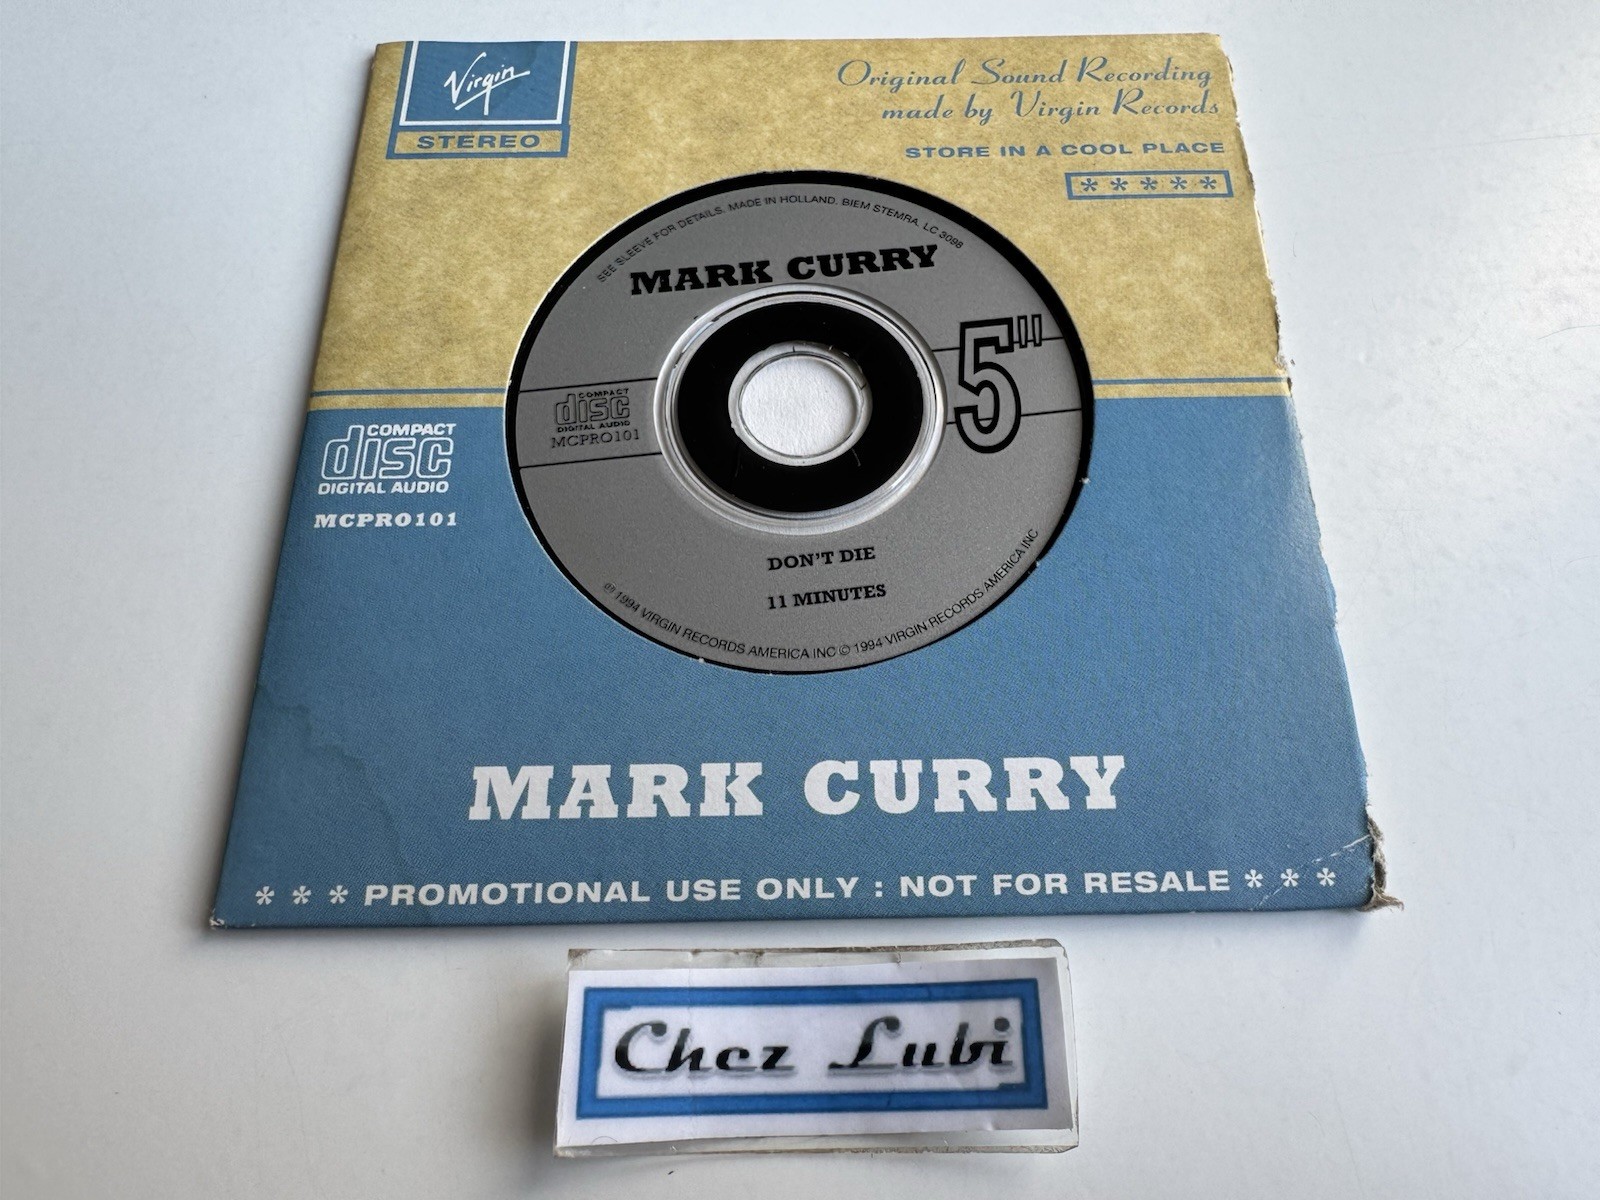 Virgin
STEREO
Original Sound Recording
made by Virgin Records
STORE IN A COOL PLACE
* * * * *
SEE SLEEVE FOR DETAILS. MADE IN HOLLAND. BIEM STEMRA. LC 3098
MARK CURRY
5"
COMPACT
disc
DIGITAL AUDIO
MCPRO101
COMPACT
disc
DIGITAL AUDIO
MCPRO101
DON'T DIE
11 MINUTES
℗ 1994 VIRGIN RECORDS AMERICA INC © 1994 VIRGIN RECORDS AMERICA INC
MARK CURRY
* * * PROMOTIONAL USE ONLY : NOT FOR RESALE * * *
Chez Lubi